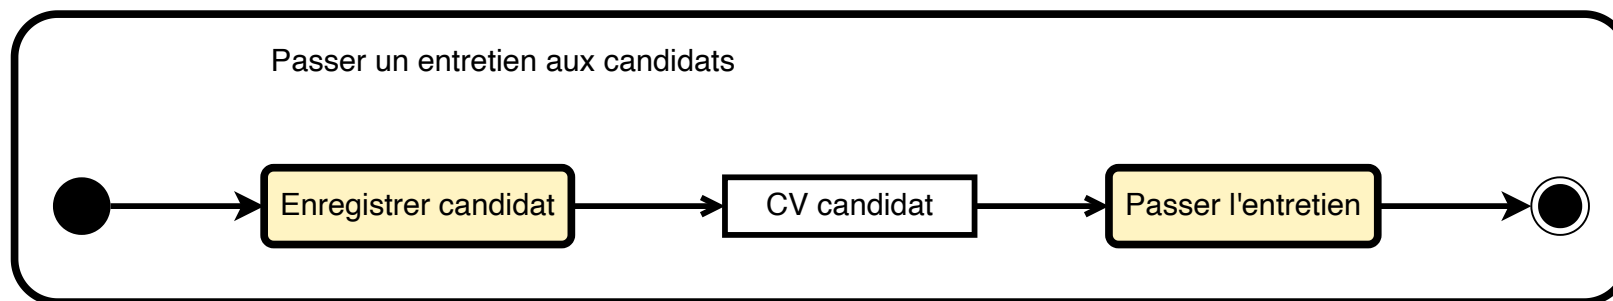 Passer un entretien aux candidats
Enregistrer candidat
CV candidat
Passer l'entretien